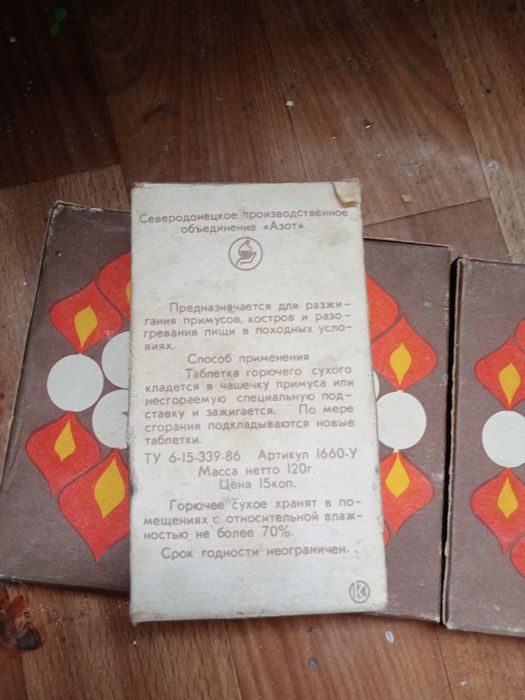 Северодонецкое производственное
объединение «Азот»
Предназначается для разжи-
гания примусов, костров и разо-
гревания пищи в походных усло-
виях.
Способ применения
Таблетка горючего сухого
кладется в чашечку примуса или
несгораемую специальную под-
ставку и зажигается. По мере
сгорания подкладываются новые
таблетки.
ТУ 6-15-339-86 Артикул 1660-У
Масса нетто 120г.
Цена 15коп.
Горючее сухое хранят в по-
мещениях с относительной влаж-
ностью не более 70%.
Срок годности неограничен.